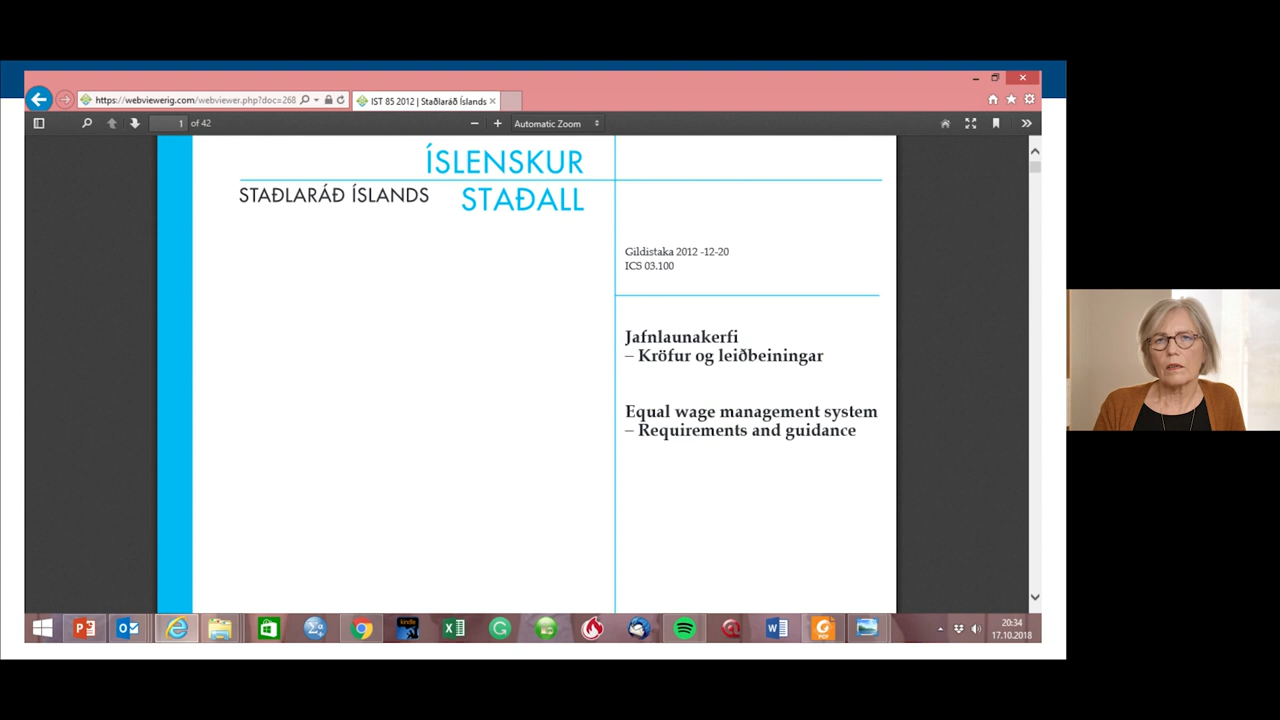 https://webviewerig.com/webviewer.php?doc=268
IST 85 2012 | Staðlaráð Íslands
1 of 42
Automatic Zoom
ÍSLENSKUR
STAÐLARÁÐ ÍSLANDS
STAÐALL
Gildistaka 2012 -12-20
ICS 03.100
Jafnlaunakerfi
– Kröfur og leiðbeiningar
Equal wage management system
– Requirements and guidance
20:34
17.10.2018